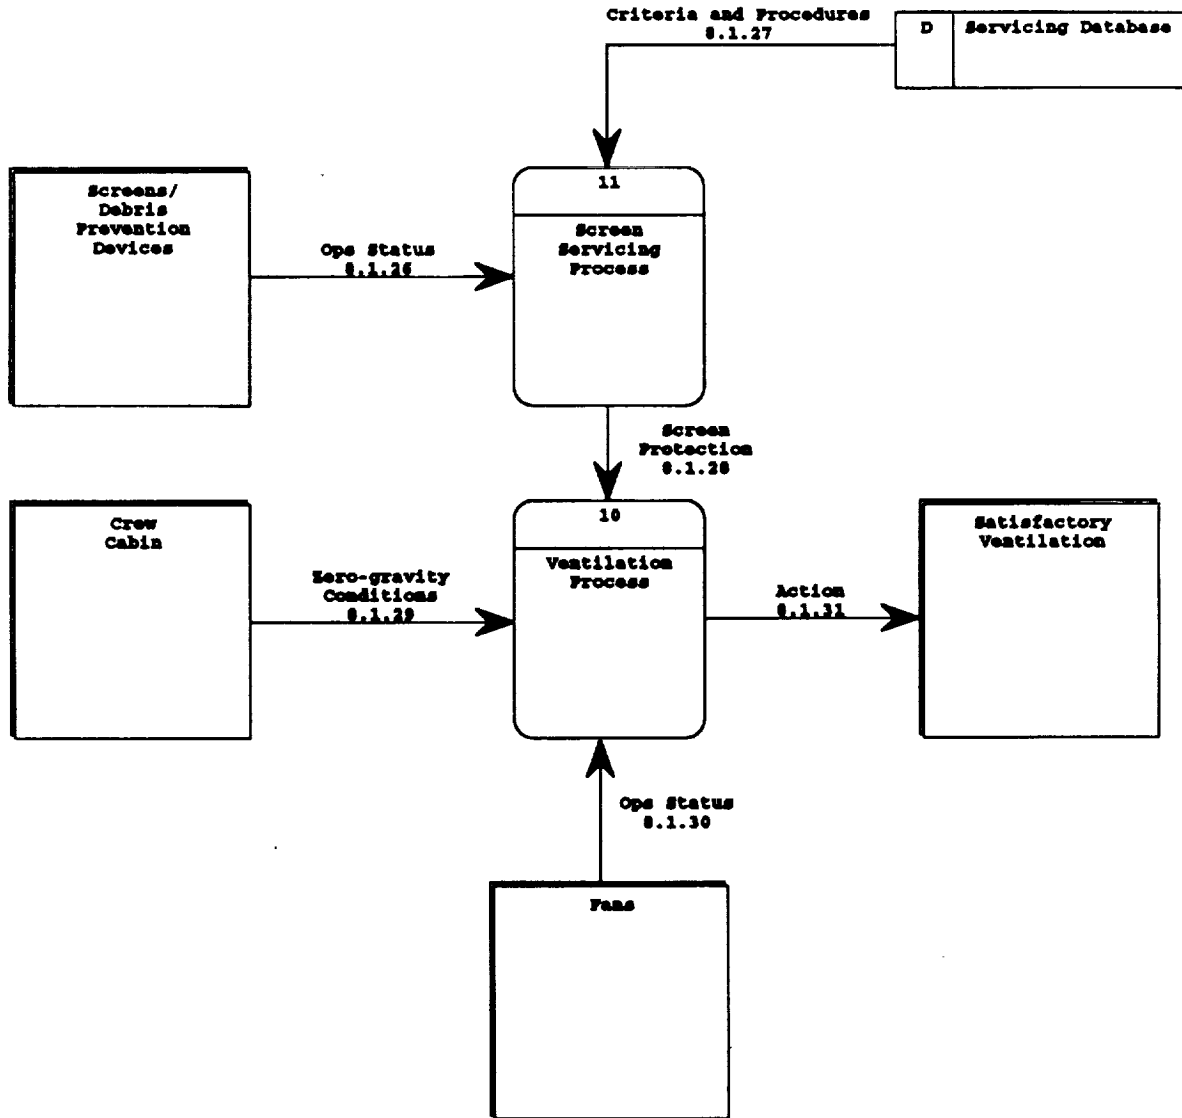 Criteria and Procedures
8.1.27
D
Servicing Database
Screens/
Debris
Prevention
Devices
Ops Status
8.1.26
11
Screen
Servicing
Process
Screen
Protection
8.1.28
Crew
Cabin
Zero-gravity
Conditions
8.1.29
10
Ventilation
Process
Action
8.1.31
Satisfactory
Ventilation
Ops Status
8.1.30
Fans